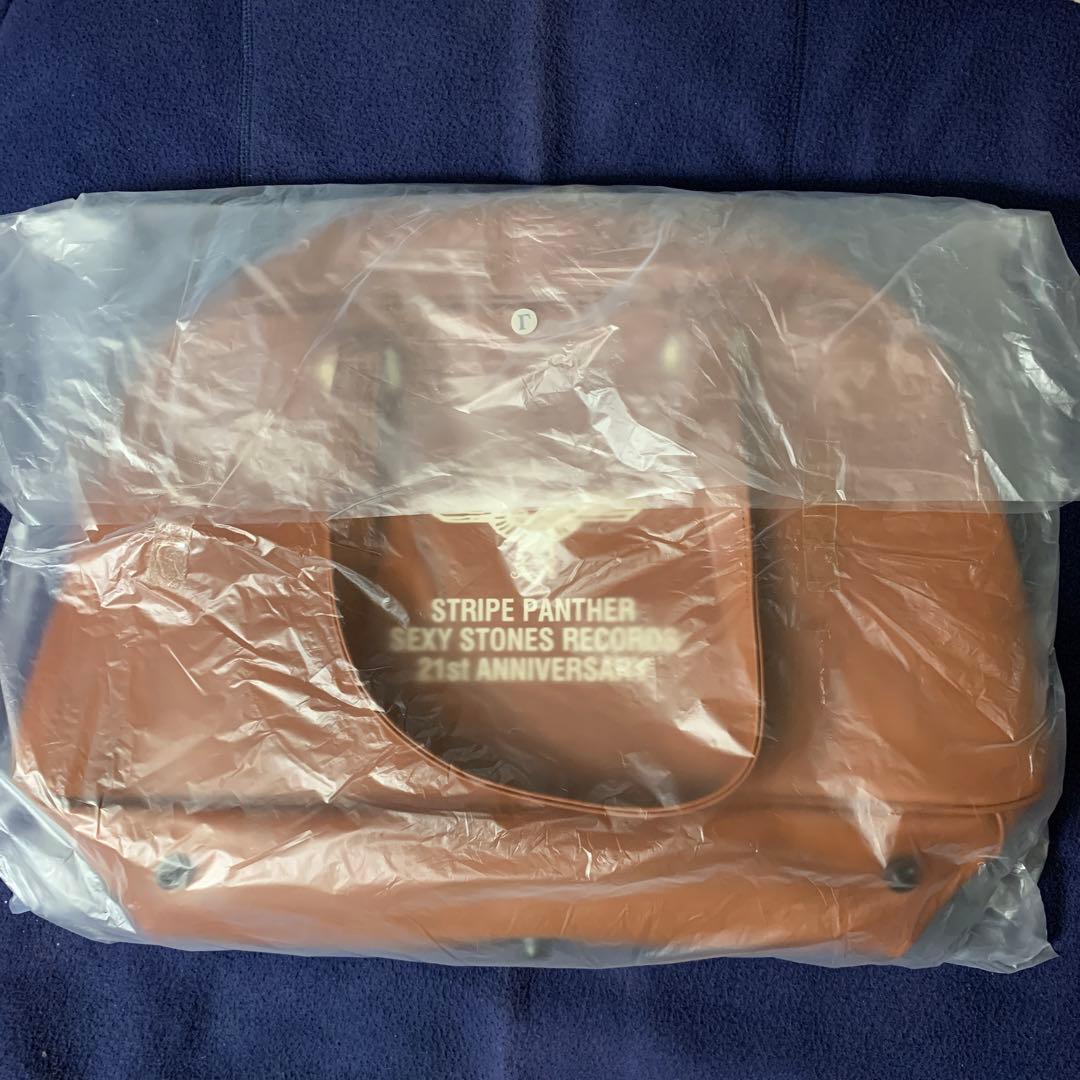 Γ
STRIPE PANTHER
SEXY STONES RECORDS
21st ANNIVERSARY